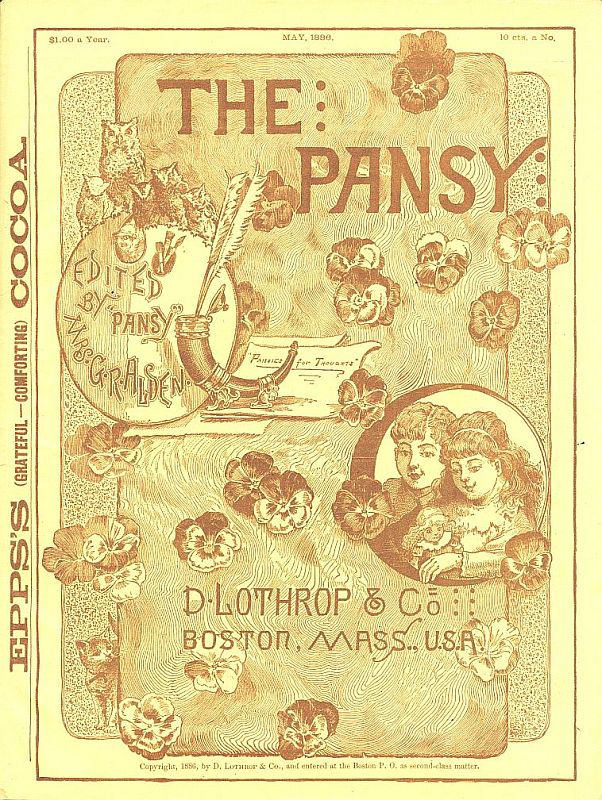 $1.00 a Year.
MAY, 1886.
10 cts. a No.
THE
PANSY
EDITED
BY "PANSY"
MRS. G. R. ALDEN.
"Pansies for Thoughts"
EPPS'S (GRATEFUL—COMFORTING) COCOA
D. LOTHROP & Co
BOSTON, MASS., U.S.A.
Copyright, 1886, by D. LOTHROP & CO., and entered at the Boston P. O. as second-class matter.